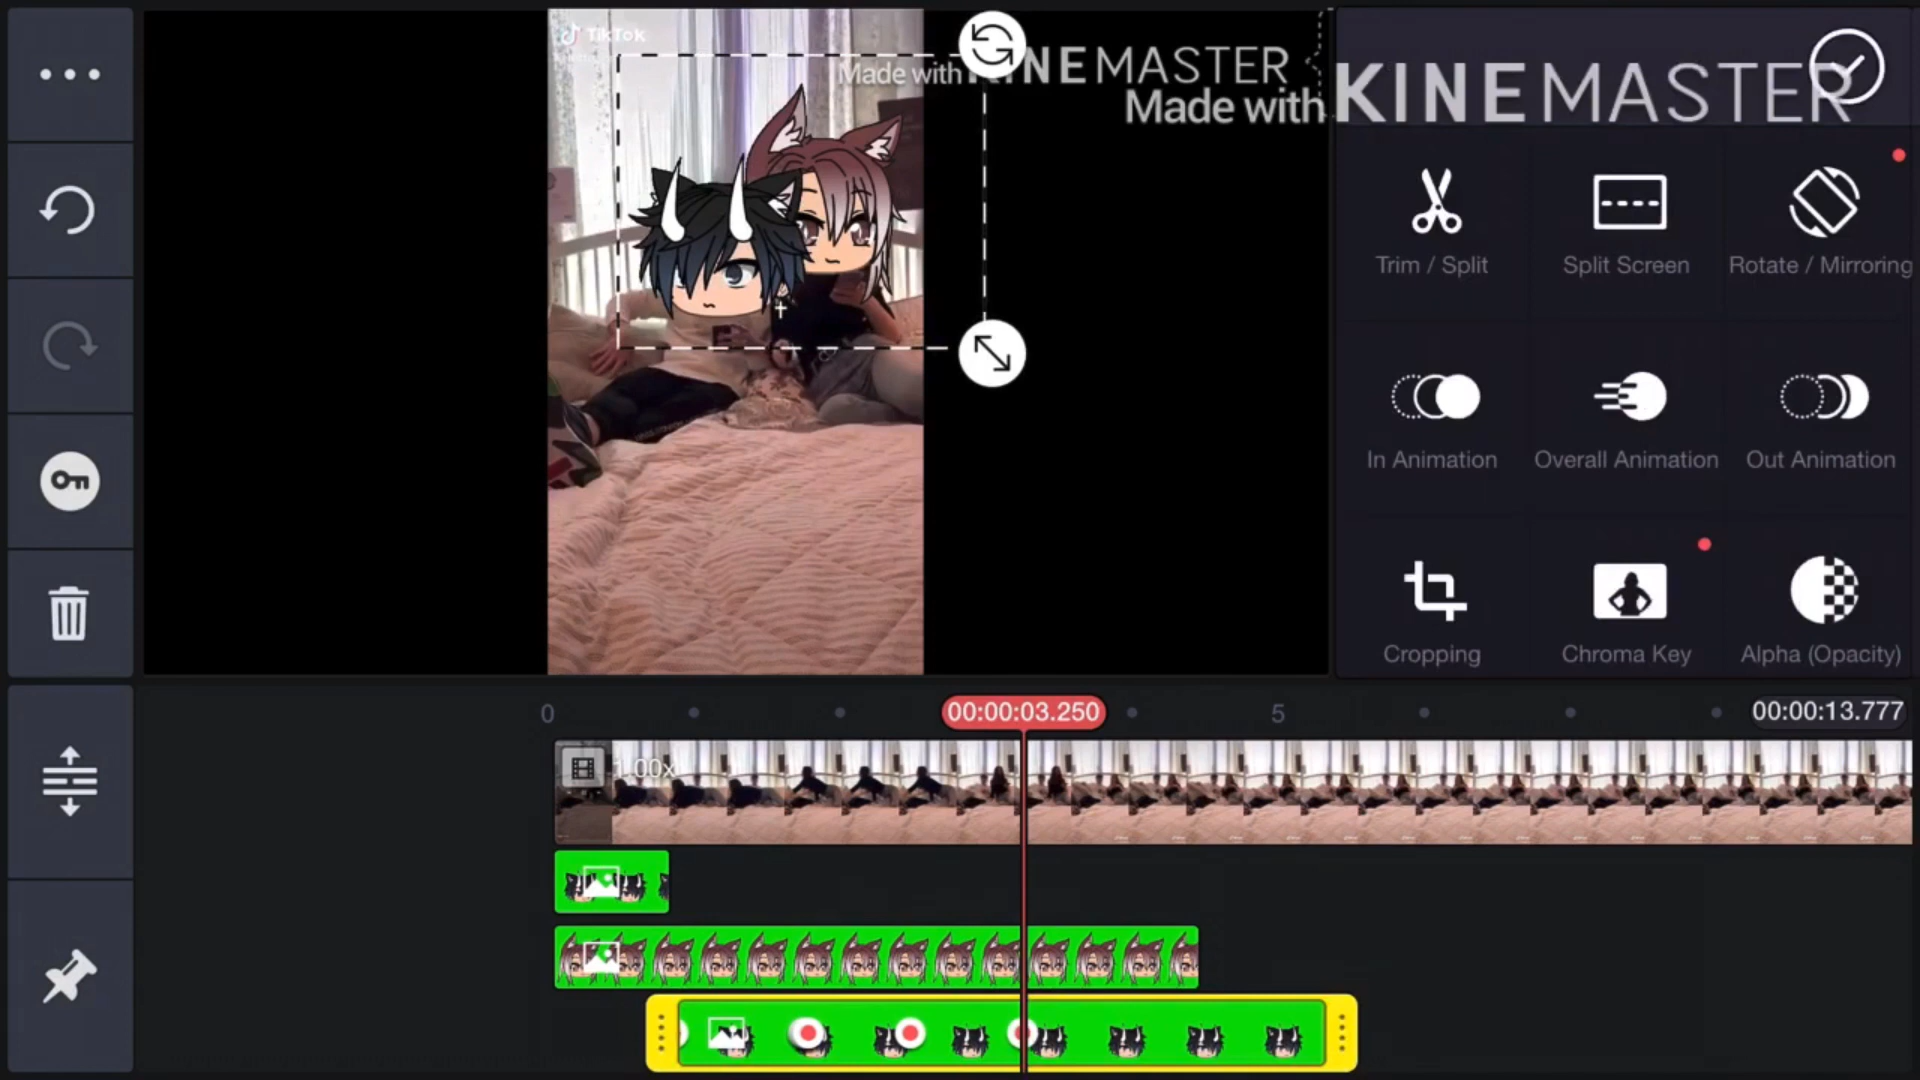 TikTok
Made with KINEMASTER
Made with KINEMASTER
Trim / Split
Split Screen
Rotate / Mirroring
In Animation
Overall Animation
Out Animation
Cropping
Chroma Key
Alpha (Opacity)
0
00:00:03.250
5
00:00:13.777
1.00x